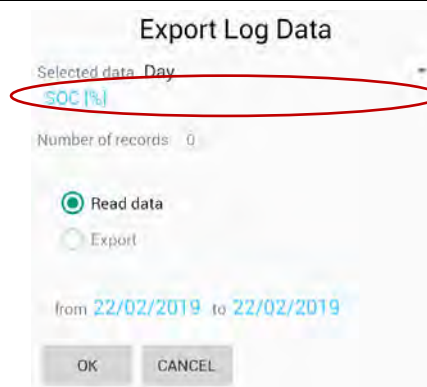 Export Log Data
Selected data Day
SOC [%]
Number of records 0
Read data
Export
from 22/02/2019 to 22/02/2019
OK CANCEL